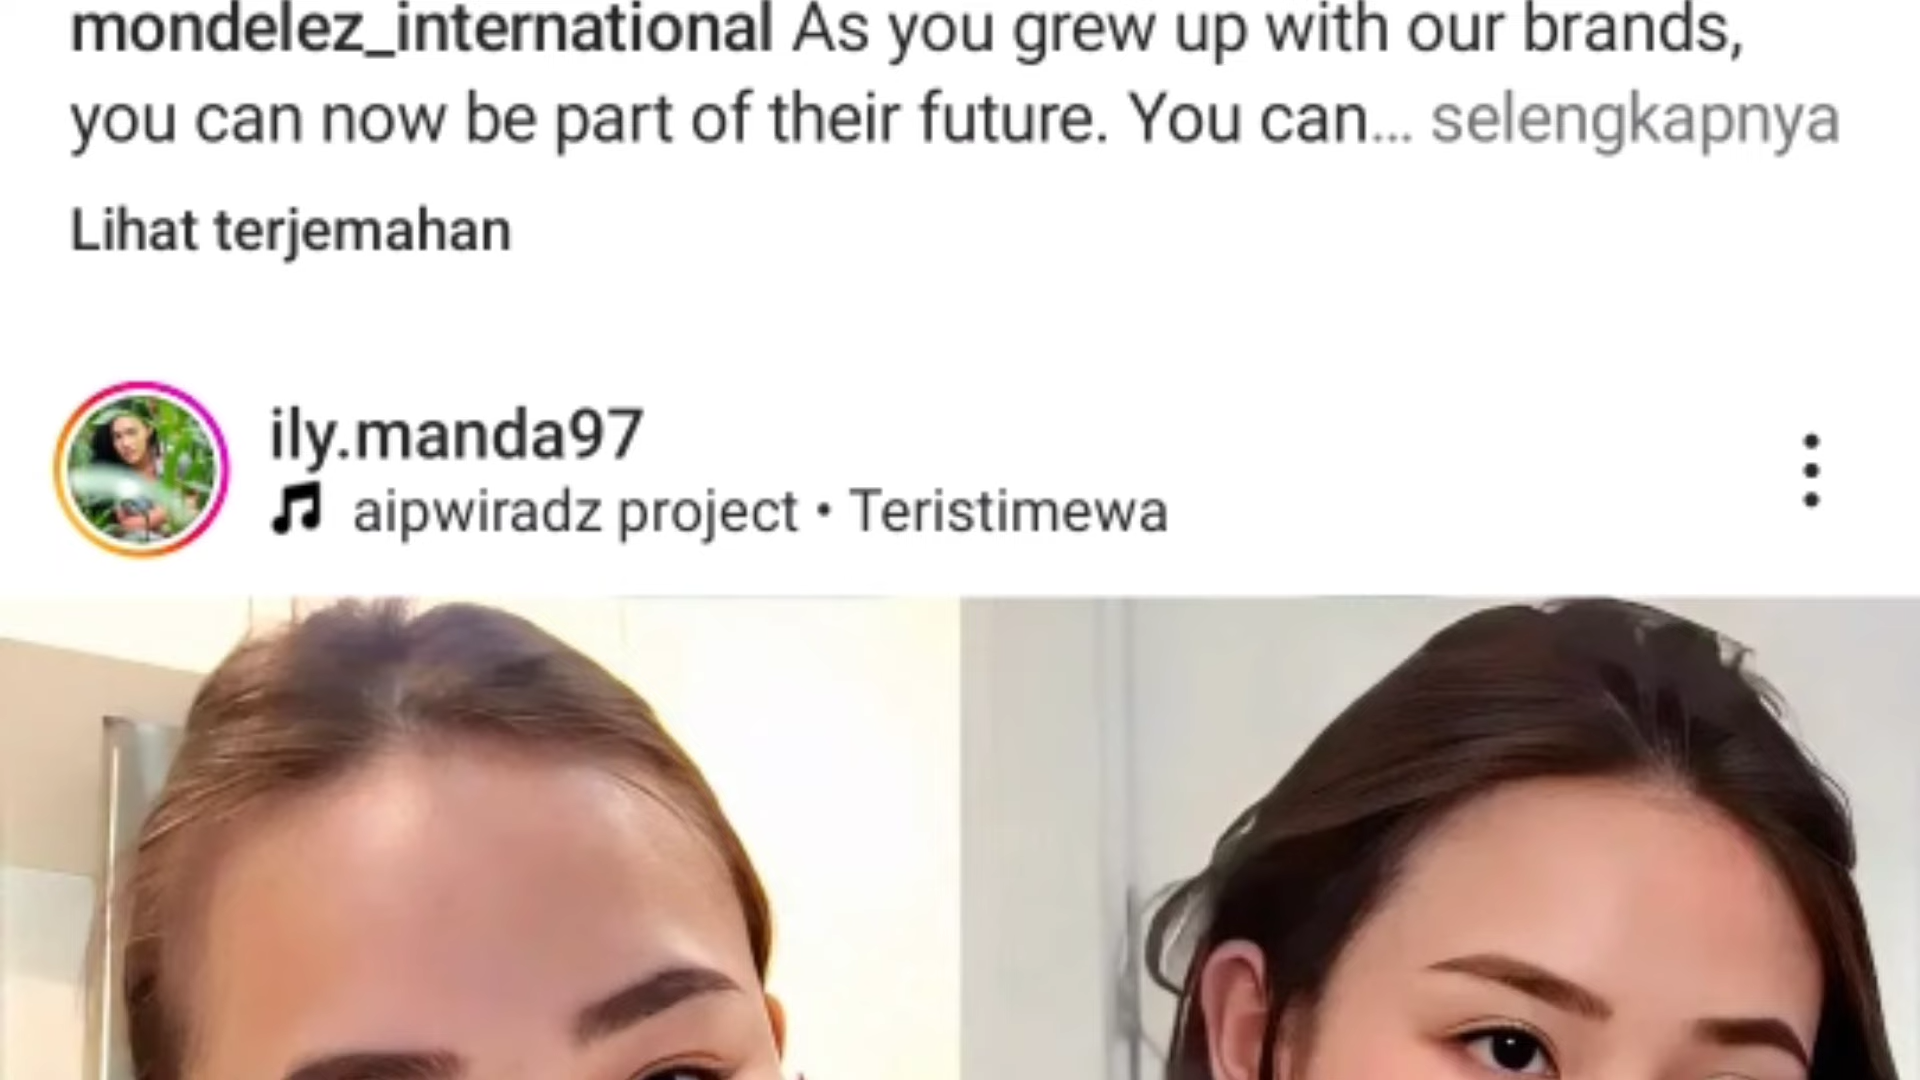 mondelez_international As you grew up with our brands,
you can now be part of their future. You can... selengkapnya
Lihat terjemahan
ily.manda97
aipwiradz project • Teristimewa